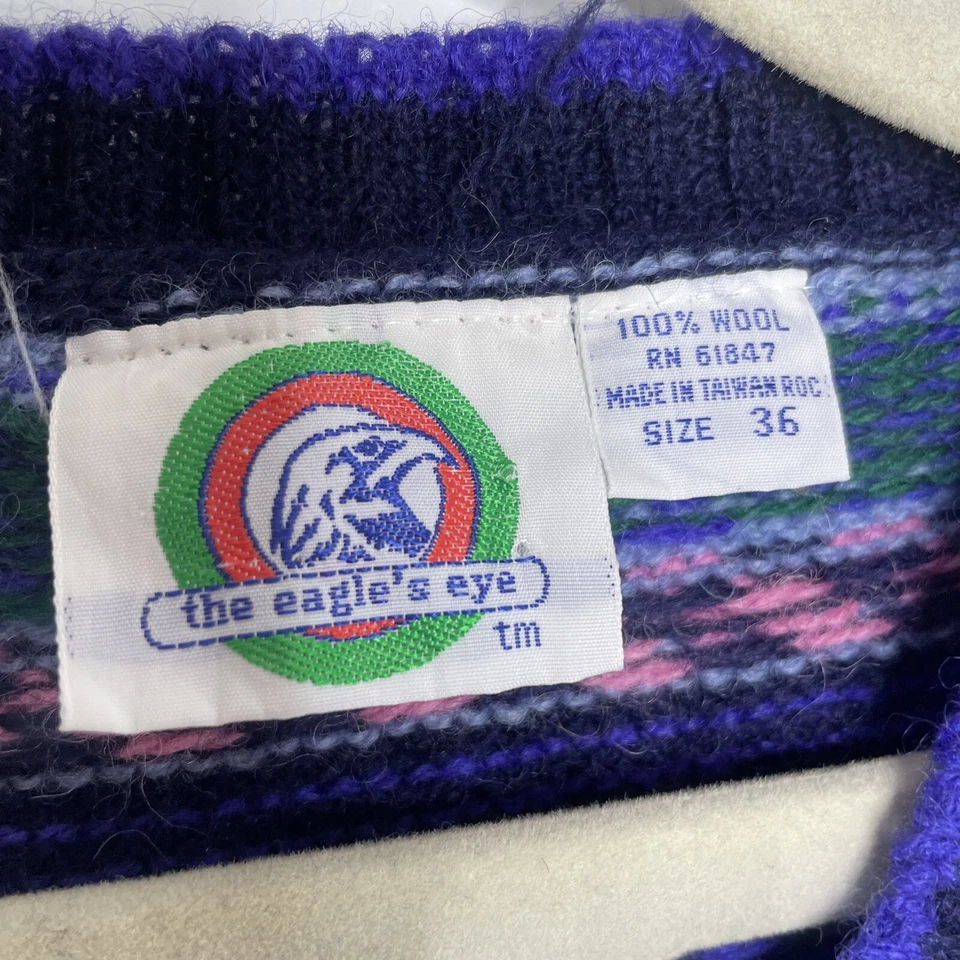 the eagle's eye
tm
100% WOOL
RN 61847
MADE IN TAIWAN ROC
SIZE 36